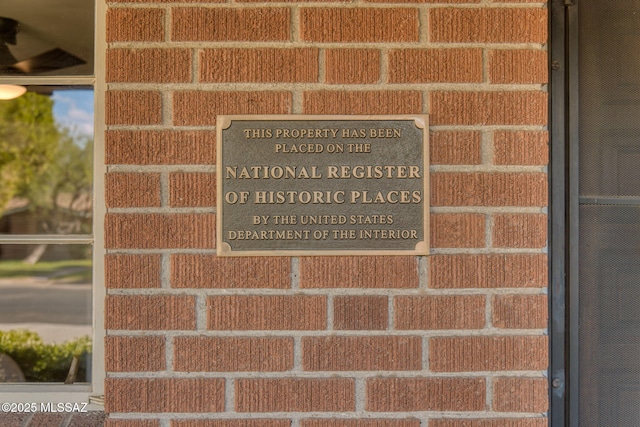 THIS PROPERTY HAS BEEN
PLACED ON THE
NATIONAL REGISTER
OF HISTORIC PLACES
BY THE UNITED STATES
DEPARTMENT OF THE INTERIOR
©2025 MLSSAZ